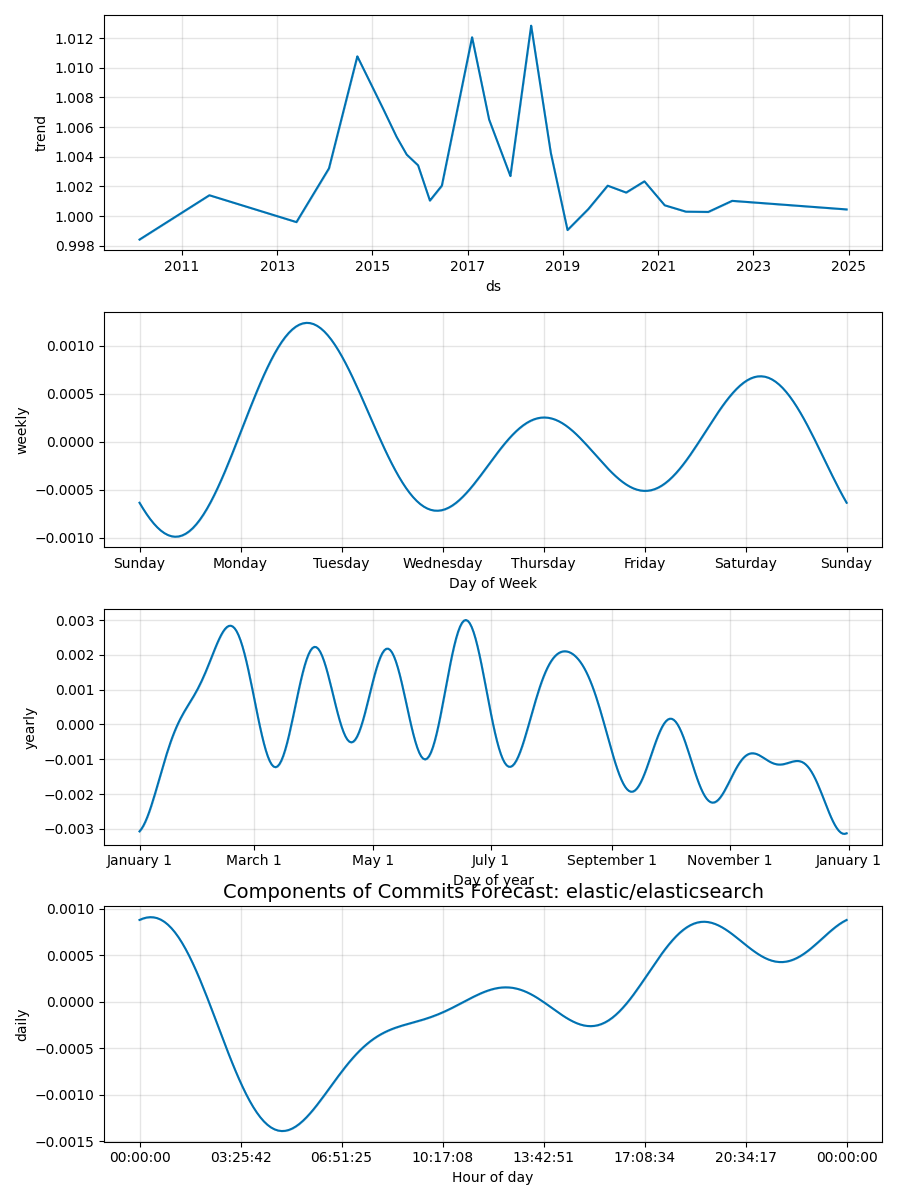 1.012
1.010
1.008
1.006
1.004
1.002
1.000
0.998
trend
2011 2013 2015 2017 2019 2021 2023 2025
ds
0.0010
0.0005
0.0000
−0.0005
−0.0010
weekly
Sunday Monday Tuesday Wednesday Thursday Friday Saturday Sunday
Day of Week
0.003
0.002
0.001
0.000
−0.001
−0.002
−0.003
yearly
January 1 March 1 May 1 July 1 September 1 November 1 January 1
Day of year
Components of Commits Forecast: elastic/elasticsearch
0.0010
0.0005
0.0000
−0.0005
−0.0010
−0.0015
daily
00:00:00 03:25:42 06:51:25 10:17:08 13:42:51 17:08:34 20:34:17 00:00:00
Hour of day